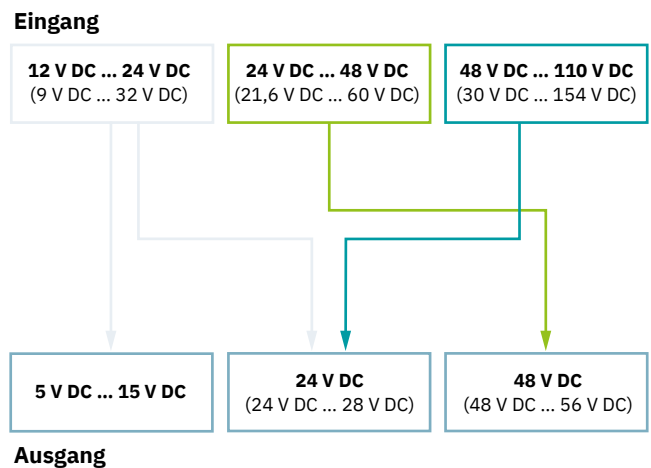 Eingang
12 V DC ... 24 V DC
(9 V DC ... 32 V DC)
24 V DC ... 48 V DC
(21,6 V DC ... 60 V DC)
48 V DC ... 110 V DC
(30 V DC ... 154 V DC)
5 V DC ... 15 V DC
24 V DC
(24 V DC ... 28 V DC)
48 V DC
(48 V DC ... 56 V DC)
Ausgang